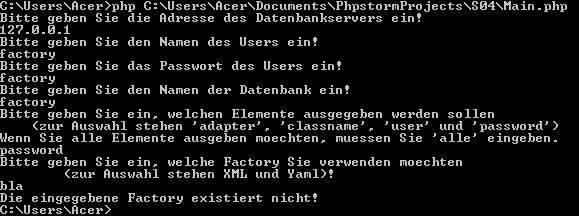 C:\Users\Acer>php C:\Users\Acer\Documents\PhpstormProjects\S04\Main.php
Bitte geben Sie die Adresse des Datenbankservers ein!
127.0.0.1
Bitte geben Sie den Namen des Users ein!
factory
Bitte geben Sie das Passwort des Users ein!
factory
Bitte geben Sie den Namen der Datenbank ein!
factory
Bitte geben Sie ein, welchen Elemente ausgegeben werden sollen
(zur Auswahl stehen 'adapter', 'classname', 'user' und 'password')
Wenn Sie alle Elemente ausgeben moechten, muessen Sie 'alle' eingeben.
password
Bitte geben Sie ein, welche Factory Sie verwenden moechten
(zur Auswahl stehen XML und Yaml)!
bla
Die eingegebene Factory existiert nicht!
C:\Users\Acer>